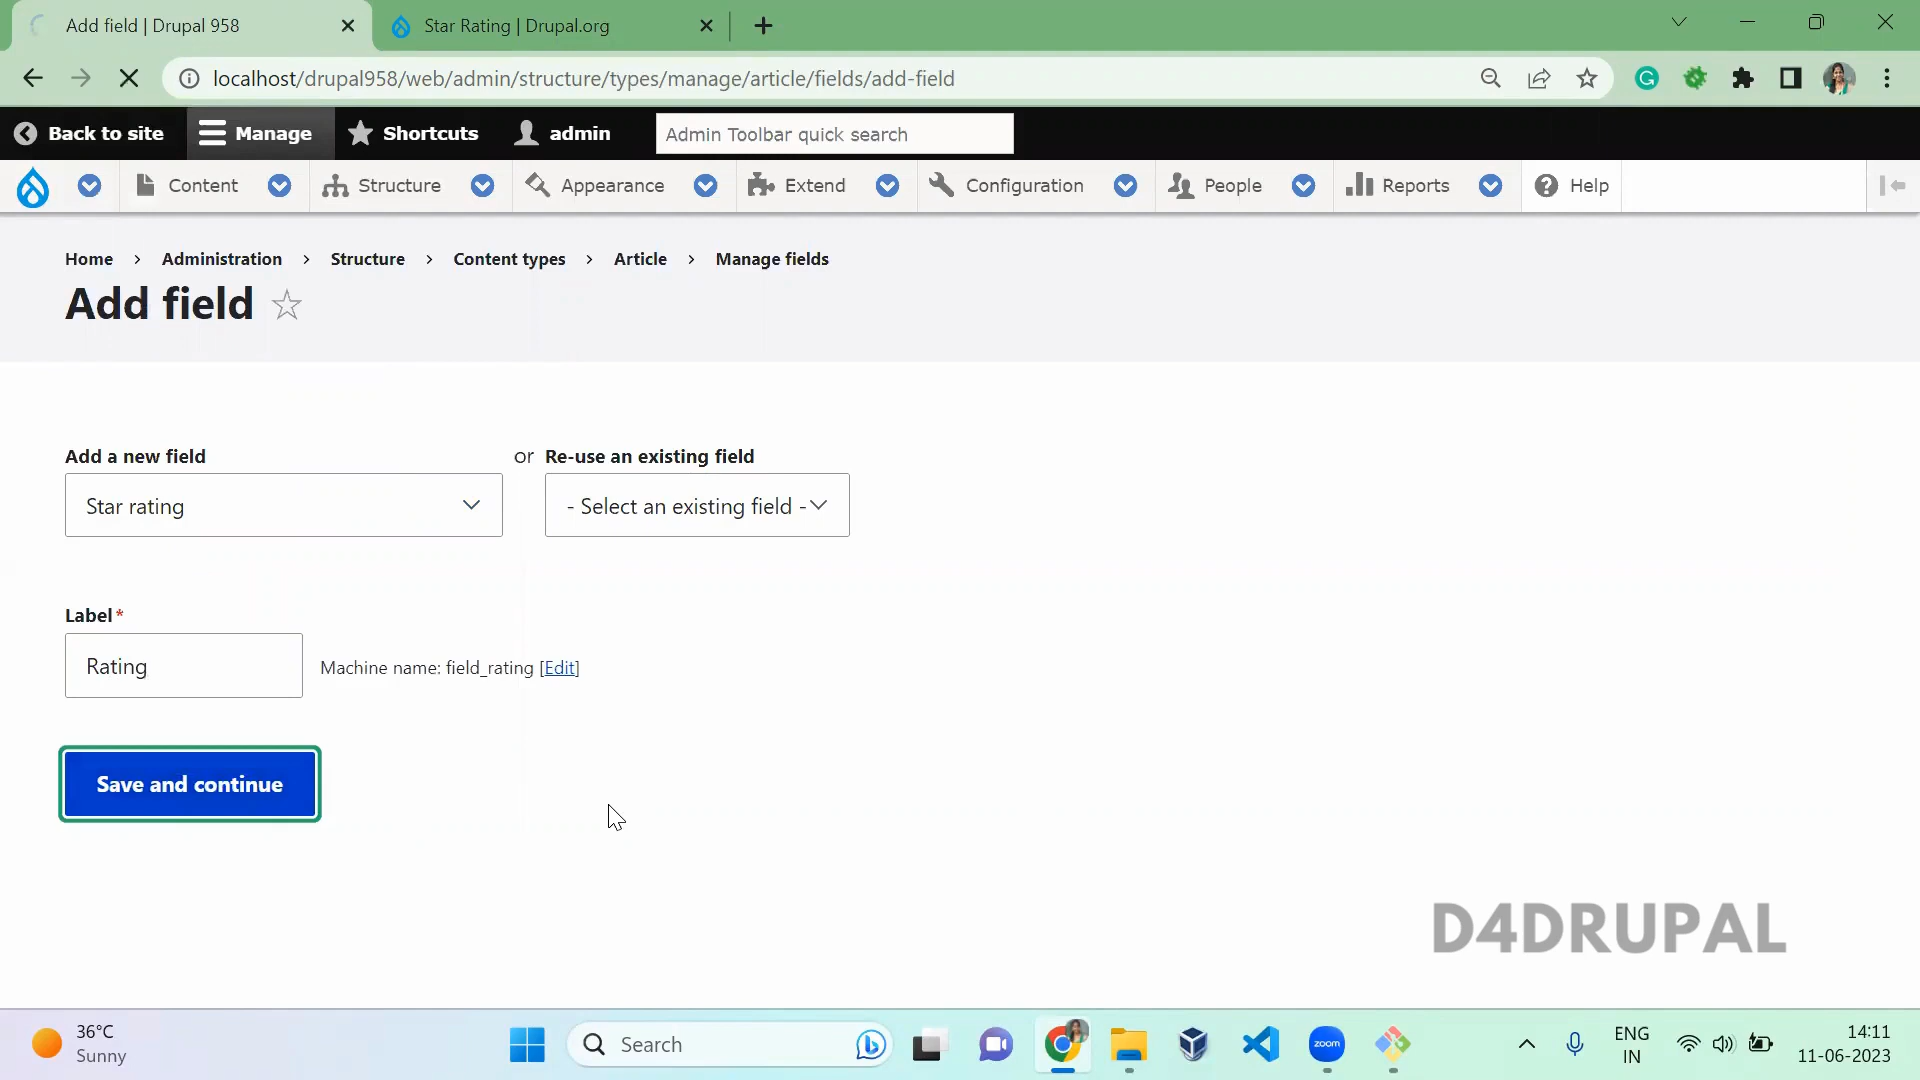 Add field | Drupal 958
Star Rating | Drupal.org
localhost/drupal958/web/admin/structure/types/manage/article/fields/add-field
Back to site Manage Shortcuts admin Admin Toolbar quick search
Content Structure Appearance Extend Configuration People Reports Help
Home > Administration > Structure > Content types > Article > Manage fields
Add field
Add a new field or Re-use an existing field
Star rating - Select an existing field -
Label*
Rating Machine name: field_rating [Edit]
Save and continue
D4DRUPAL
36°C
Sunny
Search
zoom
ENG
IN
14:11
11-06-2023